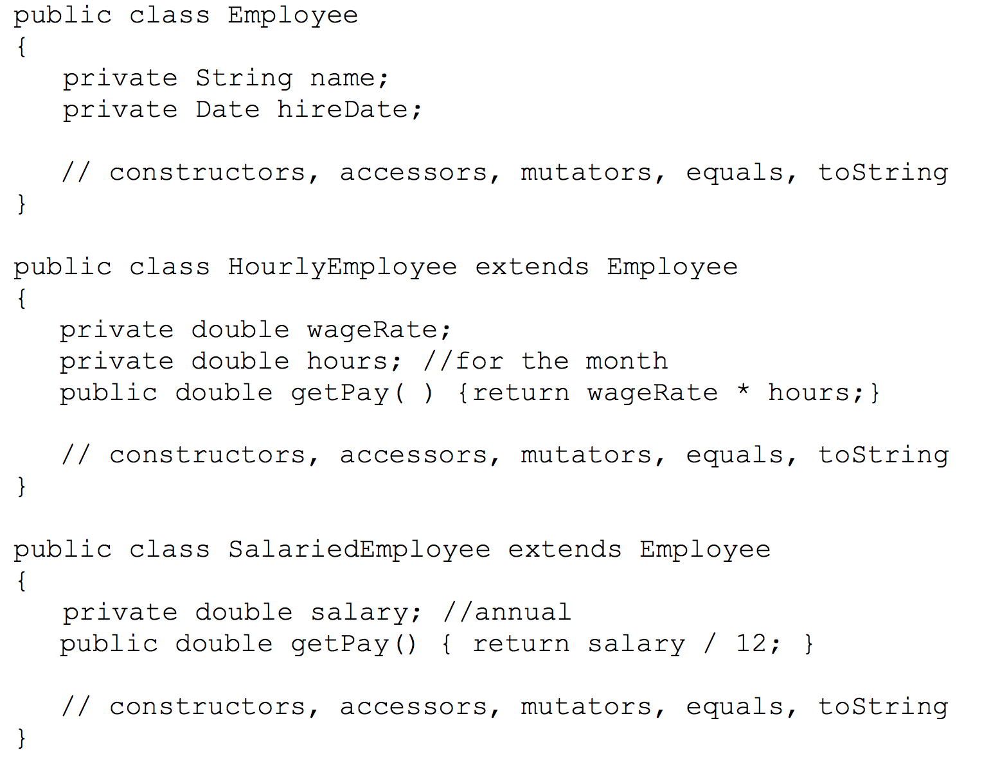 public class Employee
{
private String name;
private Date hireDate;
// constructors, accessors, mutators, equals, toString
}
public class HourlyEmployee extends Employee
{
private double wageRate;
private double hours; //for the month
public double getPay( ) {return wageRate * hours;}
// constructors, accessors, mutators, equals, toString
}
public class SalariedEmployee extends Employee
{
private double salary; //annual
public double getPay() { return salary / 12; }
// constructors, accessors, mutators, equals, toString
}